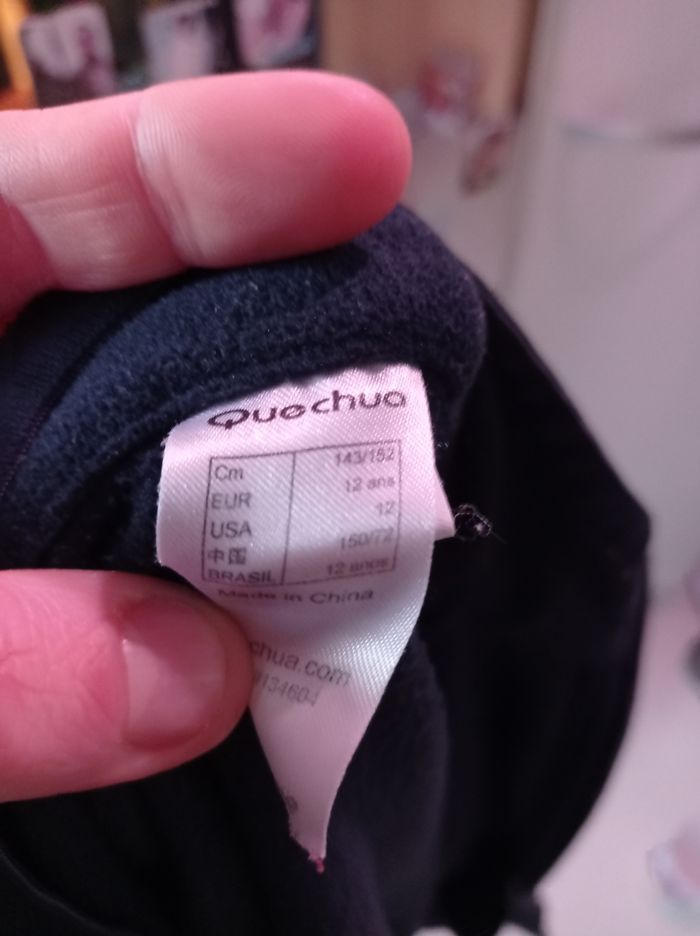 Quechua
Cm 143/152
EUR 12 ans
USA 12
中国 150/72
BRASIL 12 anos
Made in China
chua.com
134604